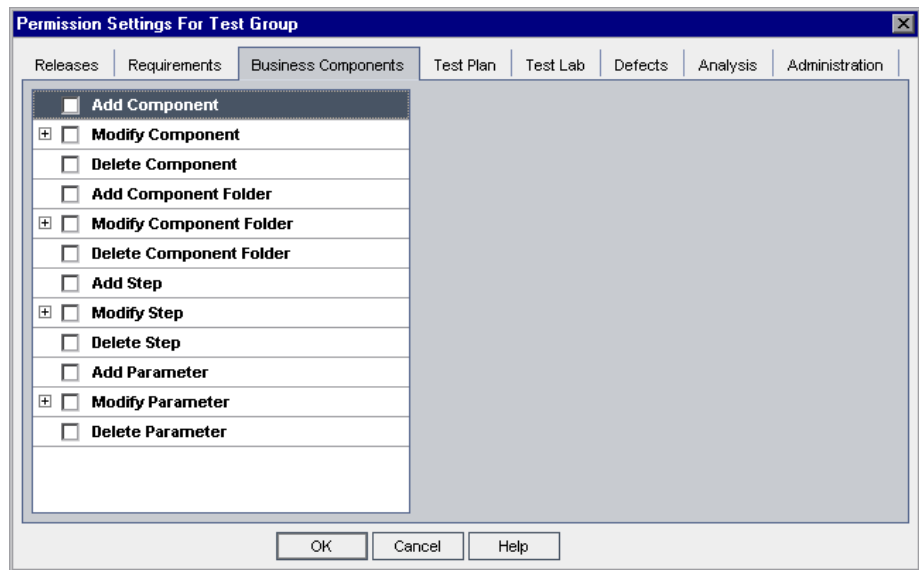 Permission Settings For Test Group
Releases Requirements Business Components Test Plan Test Lab Defects Analysis Administration
Add Component
Modify Component
Delete Component
Add Component Folder
Modify Component Folder
Delete Component Folder
Add Step
Modify Step
Delete Step
Add Parameter
Modify Parameter
Delete Parameter
OK Cancel Help